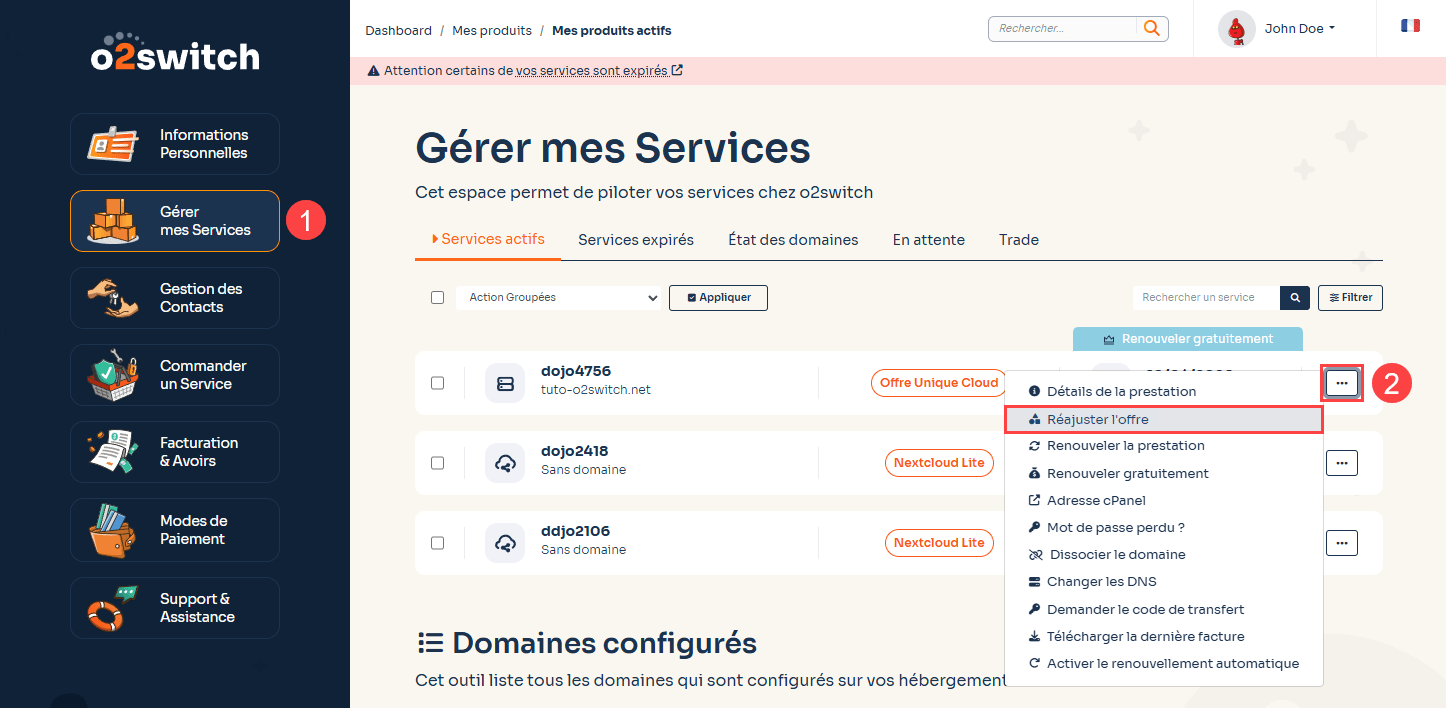 o2switch
Dashboard / Mes produits / Mes produits actifs
Rechercher...
John Doe
Attention certains de vos services sont expirés
Informations
Personnelles
Gérer
mes Services
1
Gestion des
Contacts
Commander
un Service
Facturation
& Avoirs
Modes de
Paiement
Support &
Assistance
Gérer mes Services
Cet espace permet de piloter vos services chez o2switch
Services actifs
Services expirés
État des domaines
En attente
Trade
Action Groupées
Appliquer
Rechercher un service
Filtrer
Renouveler gratuitement
dojo4756
tuto-o2switch.net
Offre Unique Cloud
2
dojo2418
Sans domaine
Nextcloud Lite
ddjo2106
Sans domaine
Nextcloud Lite
Détails de la prestation
Réajuster l'offre
Renouveler la prestation
Renouveler gratuitement
Adresse cPanel
Mot de passe perdu ?
Dissocier le domaine
Changer les DNS
Demander le code de transfert
Télécharger la dernière facture
Activer le renouvellement automatique
Domaines configurés
Cet outil liste tous les domaines qui sont configurés sur vos hébergement